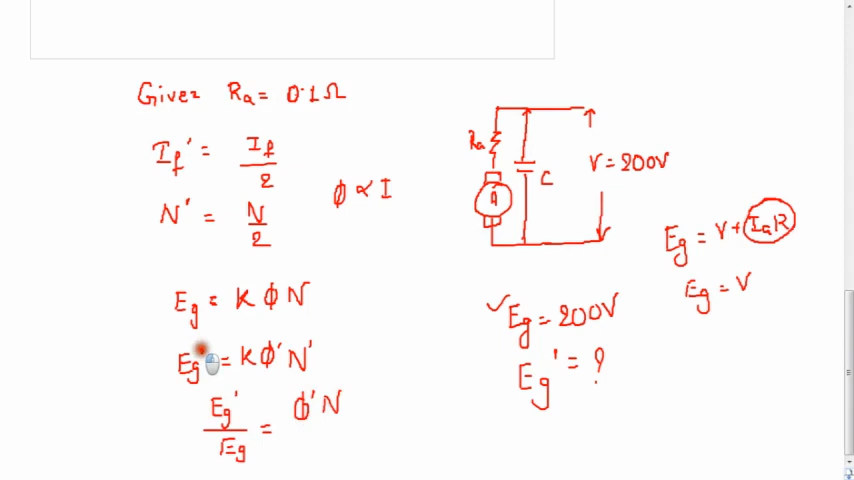 Given Ra = 0.1Ω
If' = If/2
N' = N/2
φ ∝ I
Eg = KφN
Eg = Kφ'N'
Eg'/Eg = φ'N
Ra
A
C
V = 200V
Eg = V + IaR
Eg = V
✓Eg = 200V
Eg' = ?